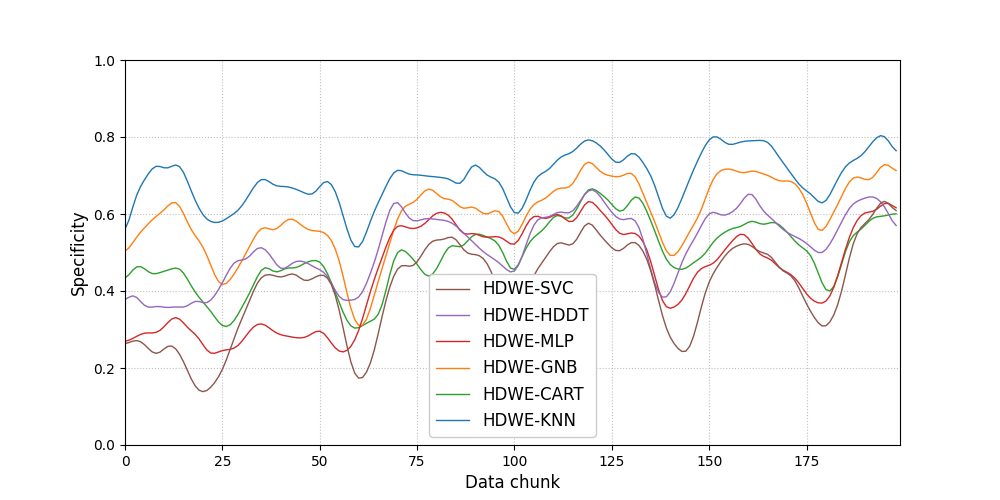 1.0
0.8
0.6
0.4
0.2
0.0
Specificity
HDWE-SVC
HDWE-HDDT
HDWE-MLP
HDWE-GNB
HDWE-CART
HDWE-KNN
0 25 50 75 100 125 150 175
Data chunk